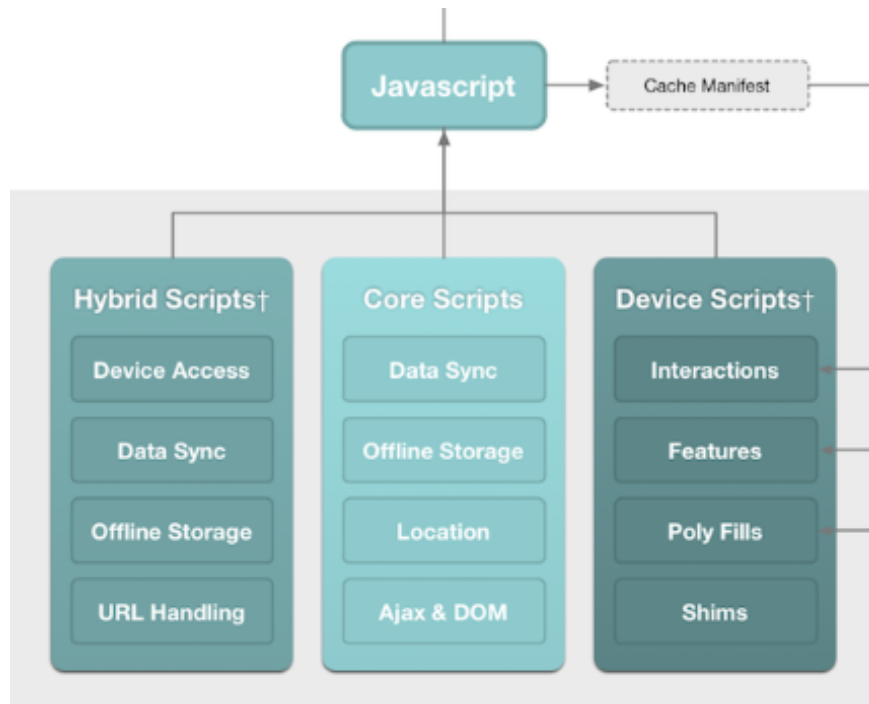 Javascript
Cache Manifest
Hybrid Scripts†
Device Access
Data Sync
Offline Storage
URL Handling
Core Scripts
Data Sync
Offline Storage
Location
Ajax & DOM
Device Scripts†
Interactions
Features
Poly Fills
Shims